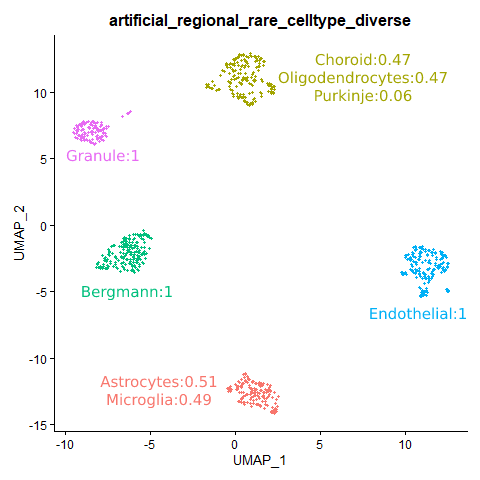 artificial_regional_rare_celltype_diverse
Choroid:0.47
Oligodendrocytes:0.47
Purkinje:0.06
Granule:1
Bergmann:1
Endothelial:1
Astrocytes:0.51
Microglia:0.49
UMAP_2
10
5
0
-5
-10
-15
-10
-5
0
5
10
UMAP_1